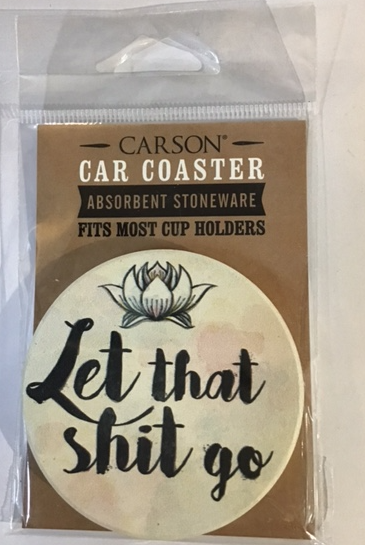 CARSON®
CAR COASTER
ABSORBENT STONEWARE
FITS MOST CUP HOLDERS
Let that
shit go